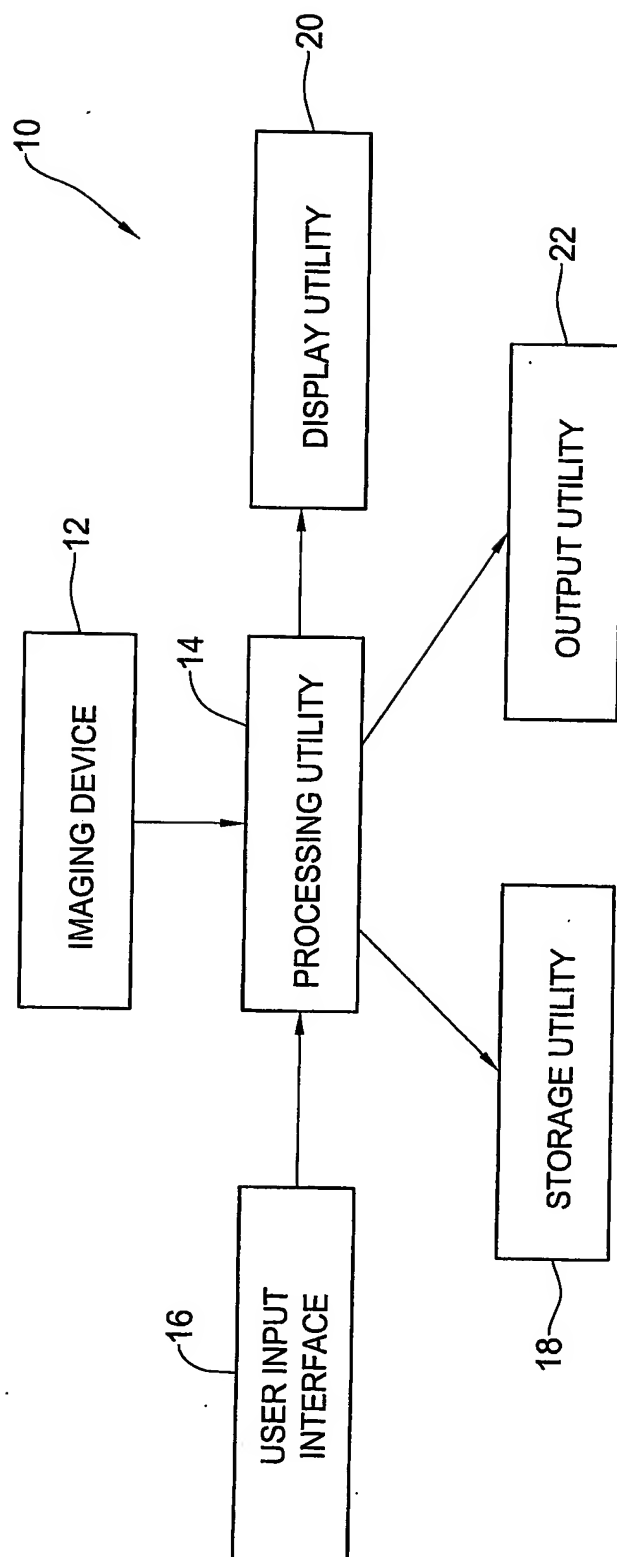 10
12
IMAGING DEVICE
14
16
USER INPUT
INTERFACE
PROCESSING UTILITY
20
DISPLAY UTILITY
18
STORAGE UTILITY
22
OUTPUT UTILITY